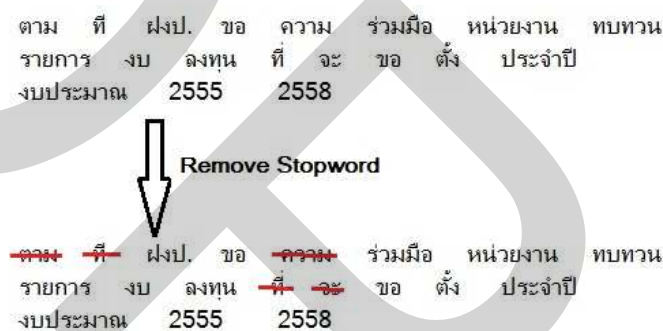 ตาม ที่ ฝงป. ขอ ความ ร่วมมือ หน่วยงาน ทบทวน
รายการ งบ ลงทุน ที่ จะ ขอ ตั้ง ประจำปี
งบประมาณ 2555 2558
Remove Stopword
ตาม ที่ ฝงป. ขอ ความ ร่วมมือ หน่วยงาน ทบทวน
รายการ งบ ลงทุน ที่ จะ ขอ ตั้ง ประจำปี
งบประมาณ 2555 2558